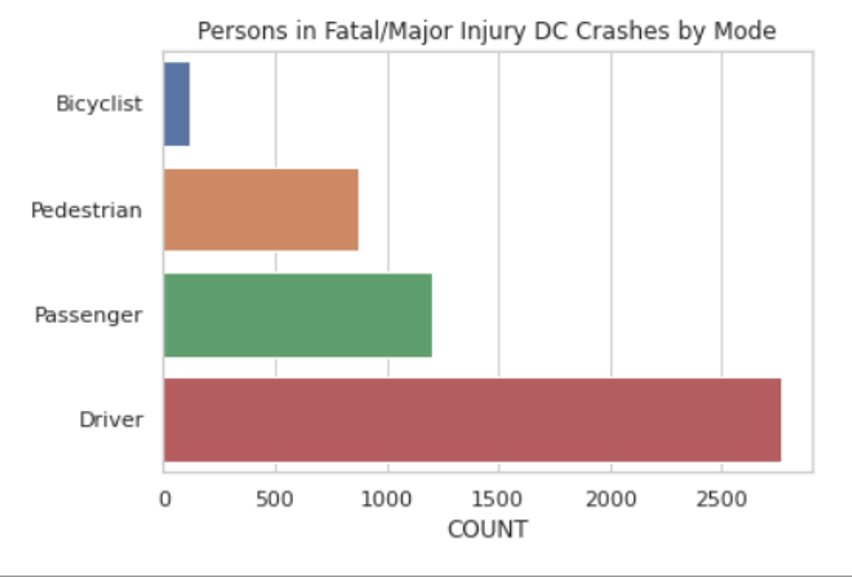 Persons in Fatal/Major Injury DC Crashes by Mode
Bicyclist
Pedestrian
Passenger
Driver
0 500 1000 1500 2000 2500
COUNT